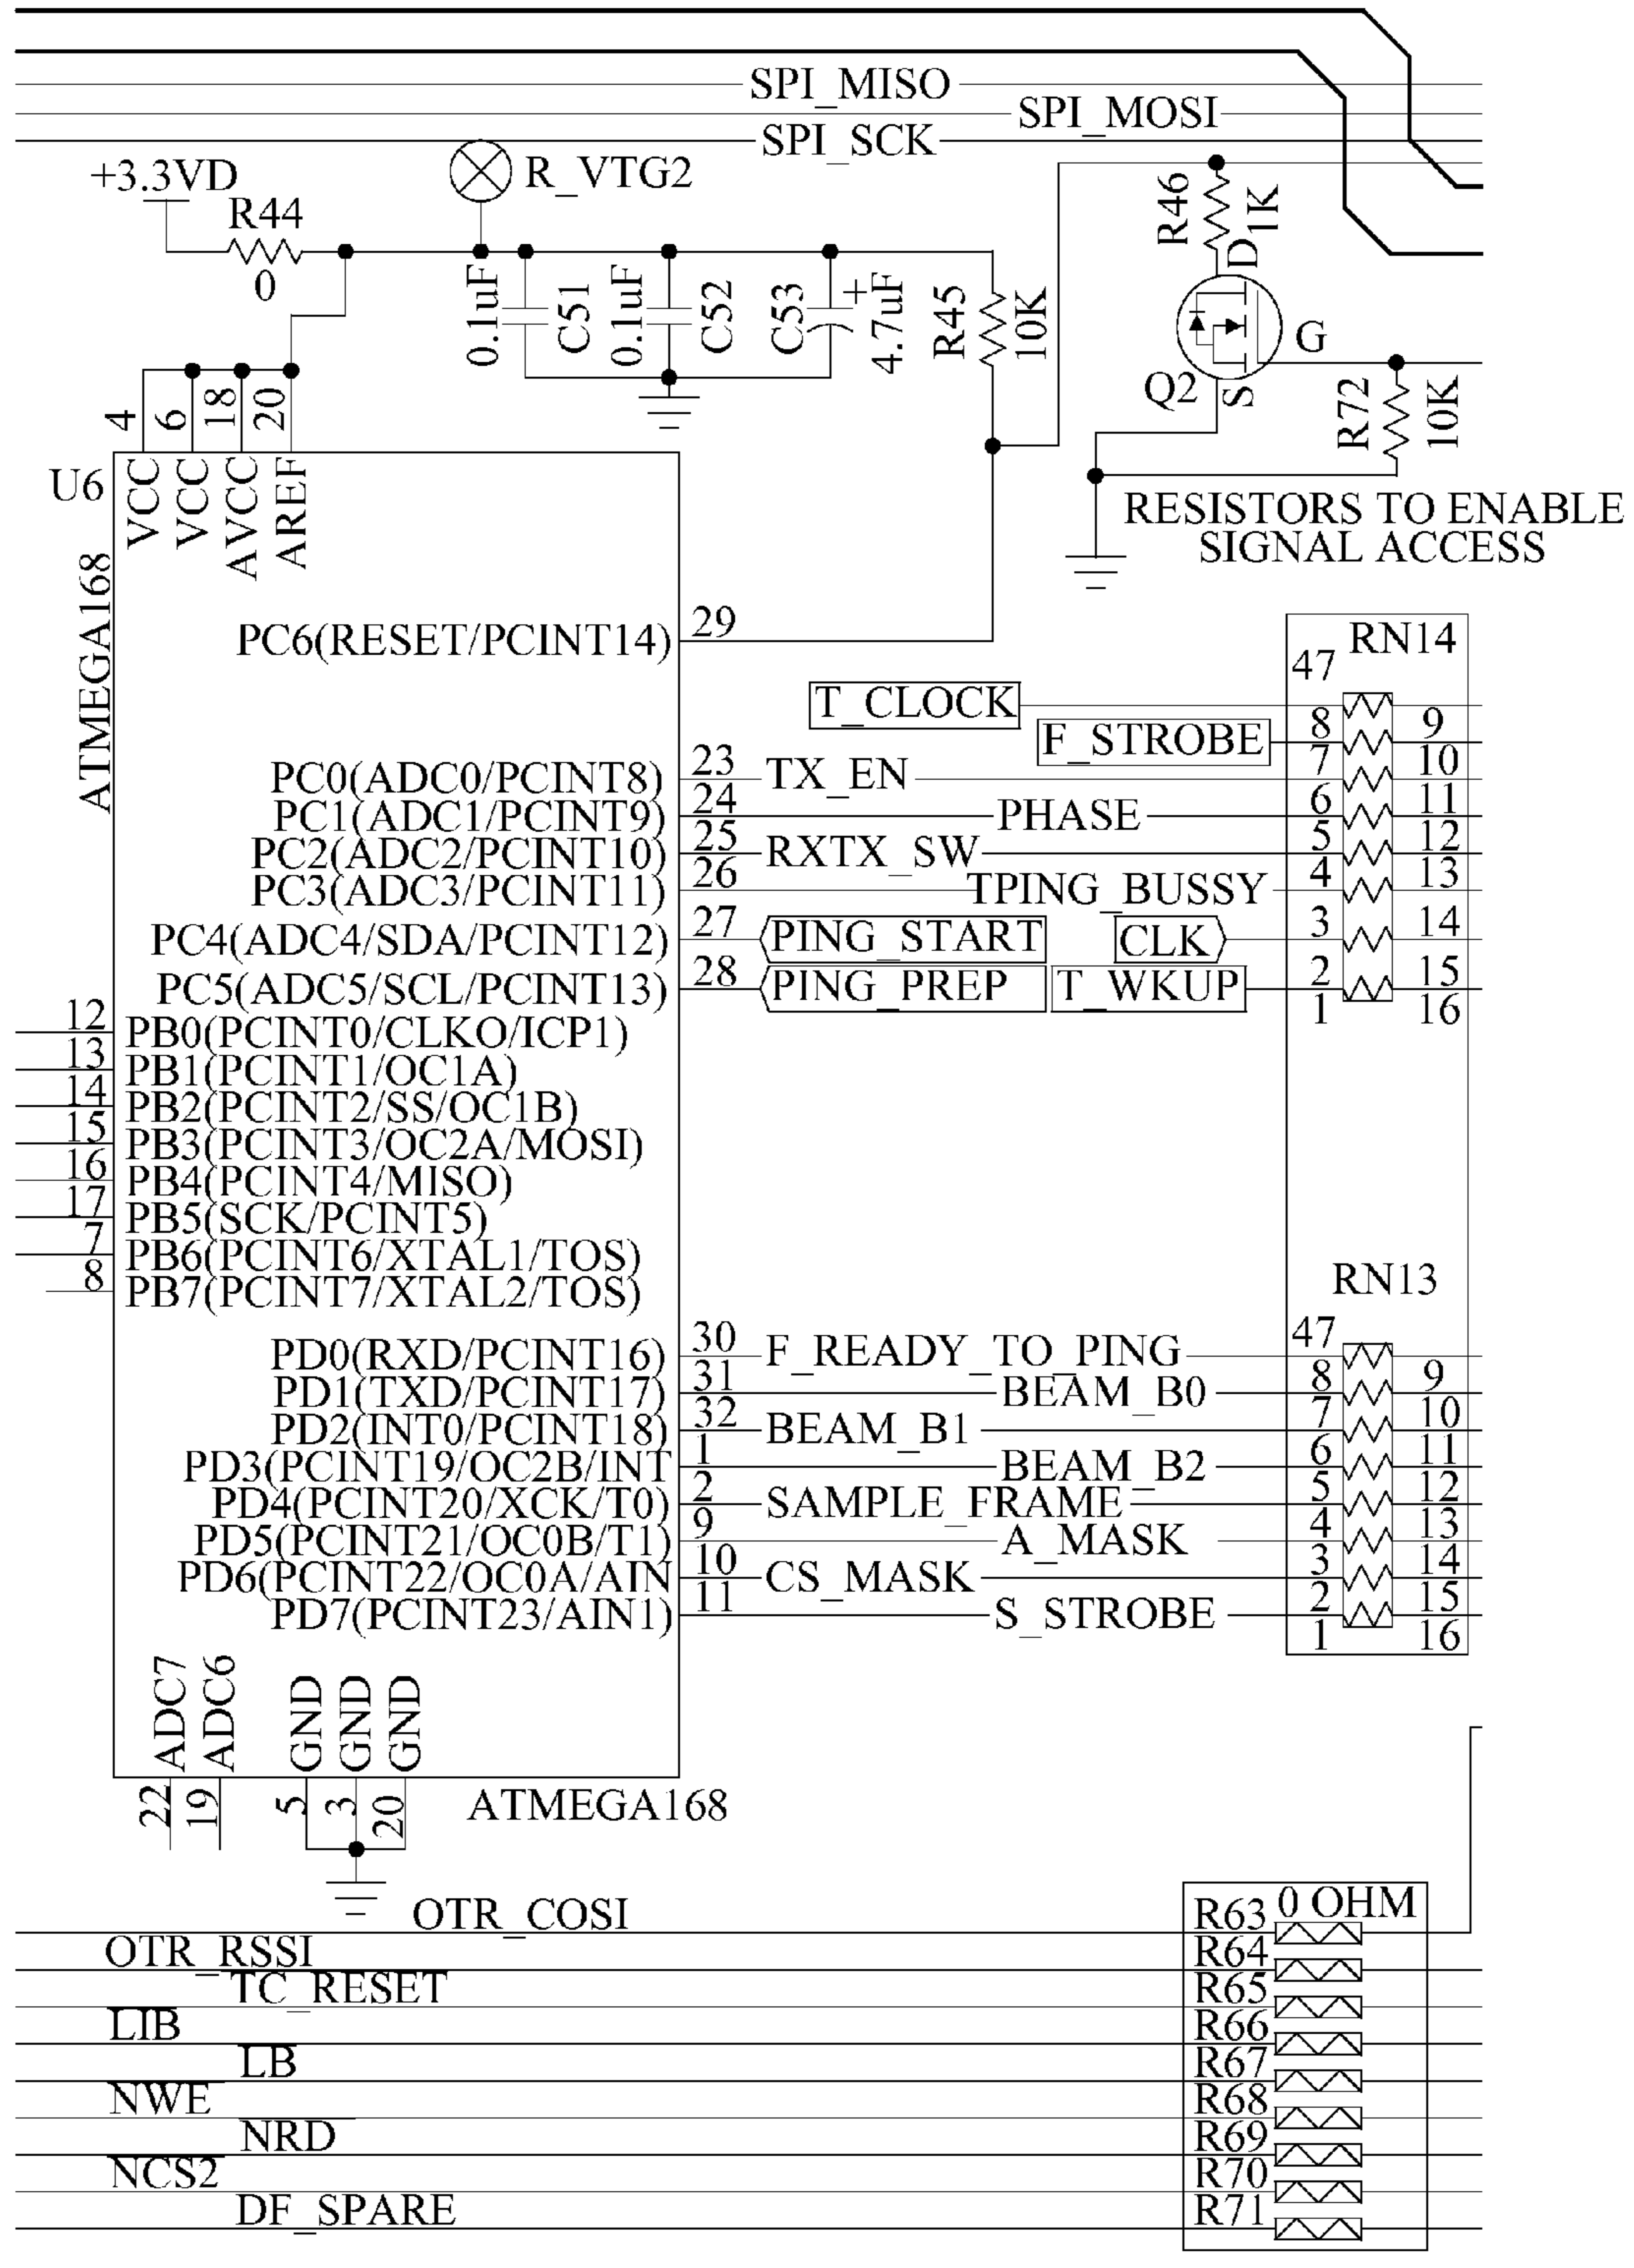 SPI_MISO
SPI_MOSI
SPI_SCK
+3.3VD
R_VTG2
R44
0
0.1uF
C51
0.1uF
C52
C53
+
4.7uF
R45
10K
R46
1K
D
G
S
Q2
R72
10K
RESISTORS TO ENABLE
SIGNAL ACCESS
U6
ATMEGA168
4
6
18
20
VCC
VCC
AVCC
AREF
PC6(RESET/PCINT14) 29
RN14
47
T_CLOCK
8 9
F_STROBE
7 10
PC0(ADC0/PCINT8) 23 TX_EN
6 11
PC1(ADC1/PCINT9) 24 PHASE
5 12
PC2(ADC2/PCINT10) 25 RXTX_SW
4 13
PC3(ADC3/PCINT11) 26 TPING_BUSSY
3 14
PC4(ADC4/SDA/PCINT12) 27 PING_START CLK
2 15
PC5(ADC5/SCL/PCINT13) 28 PING_PREP T_WKUP
1 16
12 PB0(PCINT0/CLKO/ICP1)
13 PB1(PCINT1/OC1A)
14 PB2(PCINT2/SS/OC1B)
15 PB3(PCINT3/OC2A/MOSI)
16 PB4(PCINT4/MISO)
17 PB5(SCK/PCINT5)
7 PB6(PCINT6/XTAL1/TOS)
8 PB7(PCINT7/XTAL2/TOS)
RN13
47
PD0(RXD/PCINT16) 30 F_READY_TO_PING
8 9
PD1(TXD/PCINT17) 31 BEAM_B0
7 10
PD2(INT0/PCINT18) 32 BEAM_B1
6 11
PD3(PCINT19/OC2B/INT 1 BEAM_B2
5 12
PD4(PCINT20/XCK/T0) 2 SAMPLE_FRAME
4 13
PD5(PCINT21/OC0B/T1) 9 A_MASK
3 14
PD6(PCINT22/OC0A/AIN 10 CS_MASK
2 15
PD7(PCINT23/AIN1) 11 S_STROBE
1 16
ADC7
ADC6
GND
GND
GND
22
19
5
3
20
ATMEGA168
OTR_COSI R63 0 OHM
OTR_RSSI R64
TC_RESET R65
LIB R66
LB R67
NWE R68
NRD R69
NCS2 R70
DF_SPARE R71